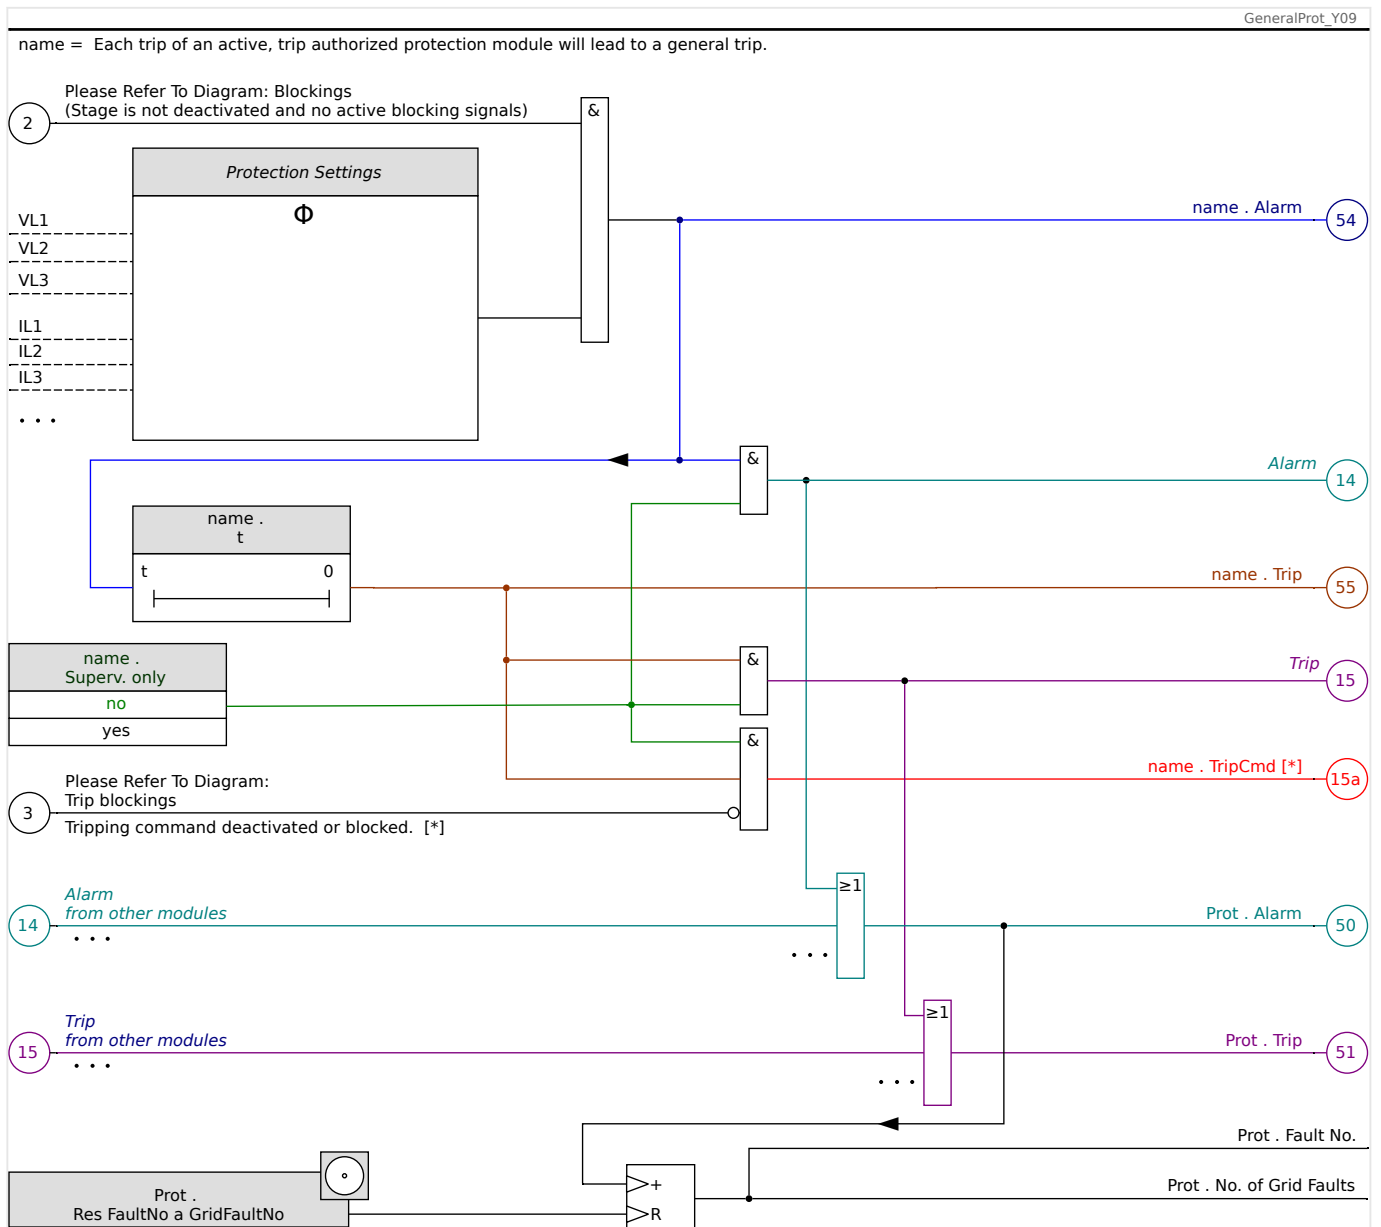 GeneralProt_Y09
name = Each trip of an active, trip authorized protection module will lead to a general trip.
Please Refer To Diagram: Blockings
(Stage is not deactivated and no active blocking signals)
2
&
Protection Settings
Φ
VL1
VL2
VL3
IL1
IL2
IL3
. . .
name . Alarm
54
&
Alarm
14
name .
t
t
0
name . Trip
55
name .
Superv. only
no
yes
&
Trip
15
&
name . TripCmd [*]
15a
Please Refer To Diagram:
Trip blockings
3
Tripping command deactivated or blocked. [*]
≥1
Alarm
from other modules
14
. . .
. . .
Prot . Alarm
50
≥1
Trip
from other modules
15
. . .
. . .
Prot . Trip
51
Prot . Fault No.
Prot . No. of Grid Faults
+
R
Prot .
Res FaultNo a GridFaultNo